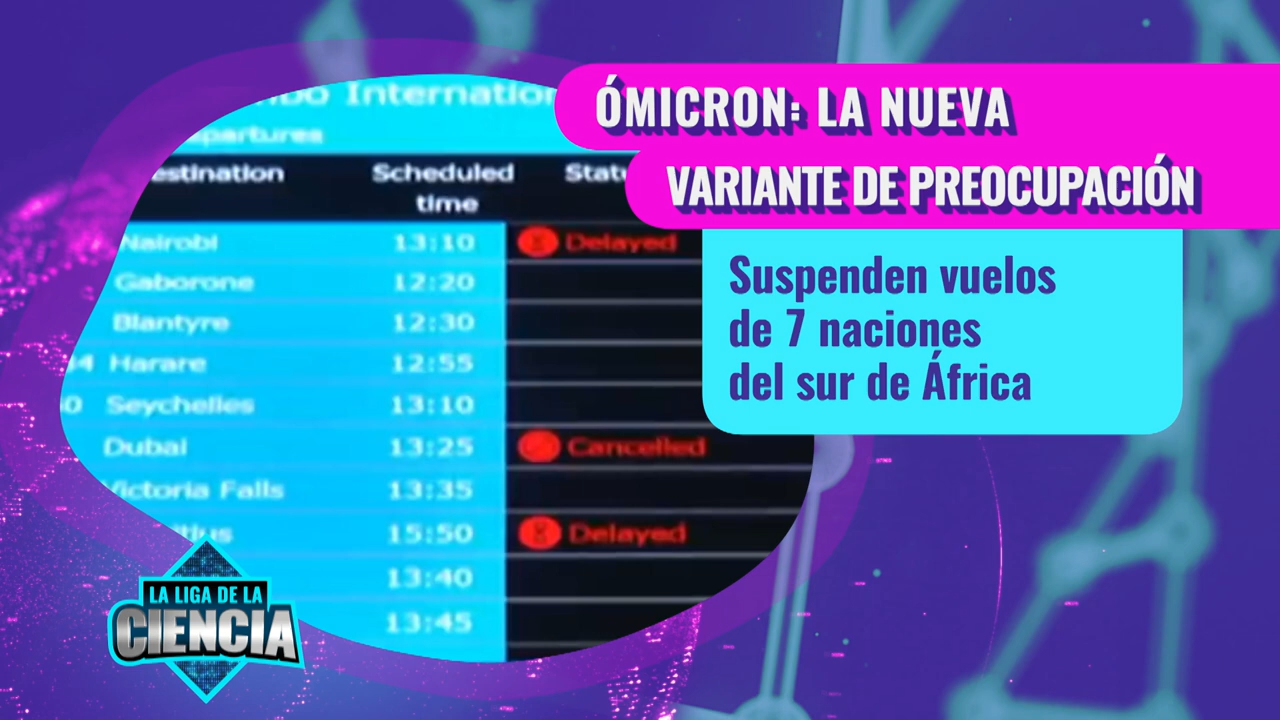 ÓMICRON: LA NUEVA
VARIANTE DE PREOCUPACIÓN
Suspenden vuelos
de 7 naciones
del sur de África
International
Scheduled
time
Nairobi 13:10 Delayed
Gaborone 12:20
Blantyre 12:30
Harare 12:55
Seychelles 13:10
Dubai 13:25 Cancelled
Victoria Falls 13:35
15:50 Delayed
13:40
13:45
LA LIGA DE LA
CIENCIA